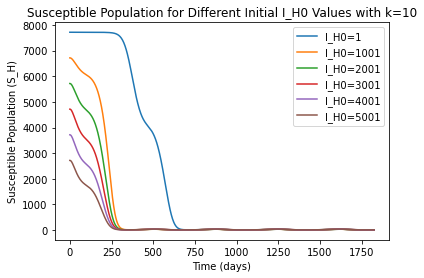 Susceptible Population for Different Initial I_H0 Values with k=10
Susceptible Population (S_H)
8000
7000
6000
5000
4000
3000
2000
1000
0
I_H0=1
I_H0=1001
I_H0=2001
I_H0=3001
I_H0=4001
I_H0=5001
0 250 500 750 1000 1250 1500 1750
Time (days)